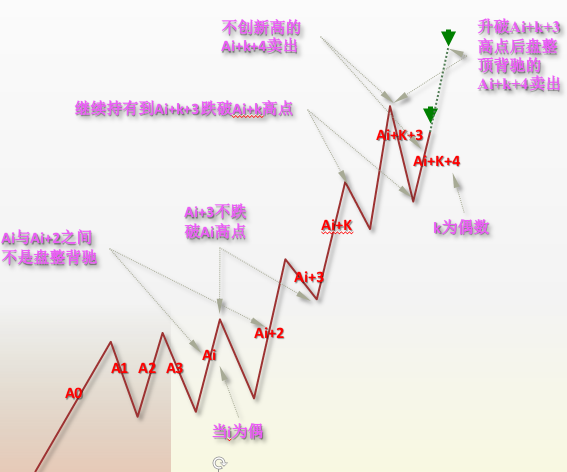 不创新高的
Ai+k+4卖出
升破Ai+k+3
高点后盘整
顶背驰的
Ai+k+4卖出
继续持有到Ai+k+3跌破Ai+k高点
Ai+K+3
Ai+K+4
Ai+3不跌
破Ai高点
Ai+K
k为偶数
Ai与Ai+2之间
不是盘整背驰
Ai+3
Ai+2
Ai
A0
A1
A2
A3
当i为偶